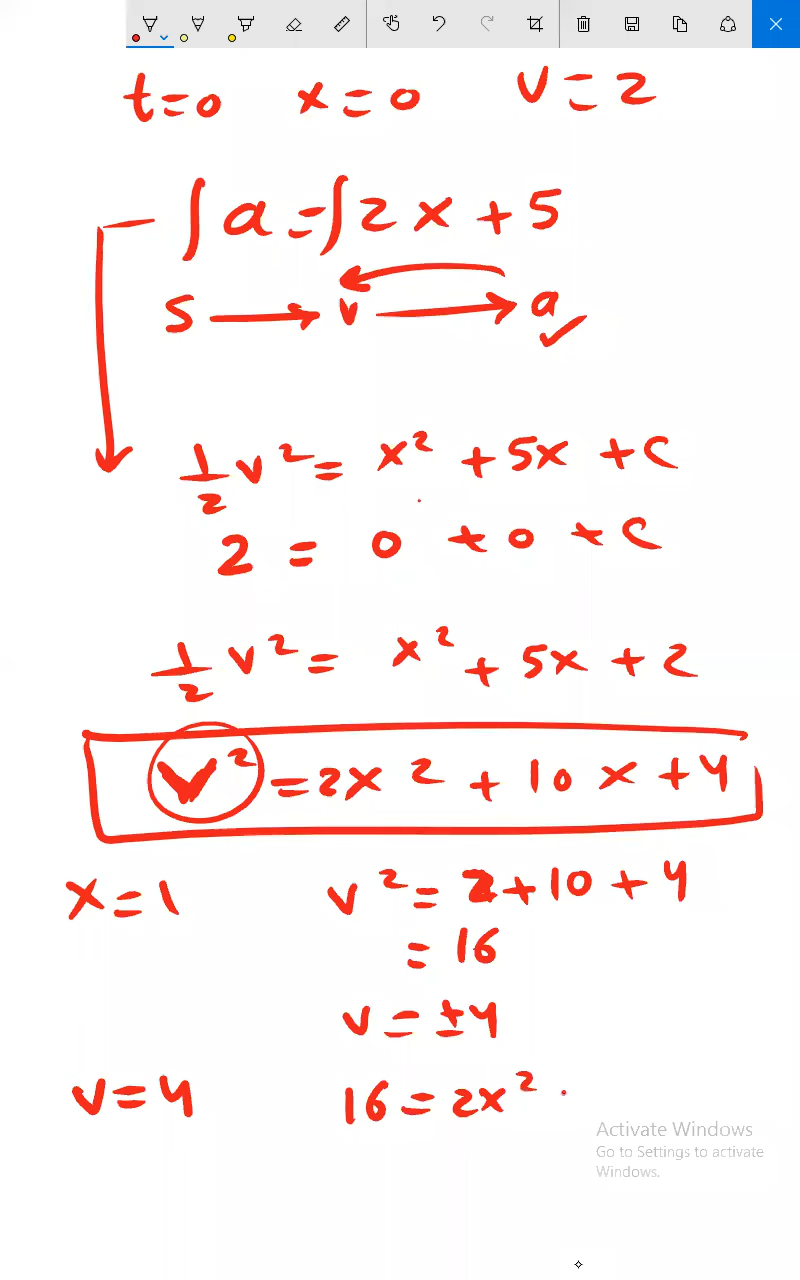 t=0 x=0 v=2
∫a=∫2x+5
S → v → a ✓
½v²= x²+5x+c
2 = 0+0+c
½v²= x²+5x+2
v²=2x²+10x+4
x=1 v²=2+10+4
=16
v=±4
v=4 16=2x²
Activate Windows
Go to Settings to activate
Windows.